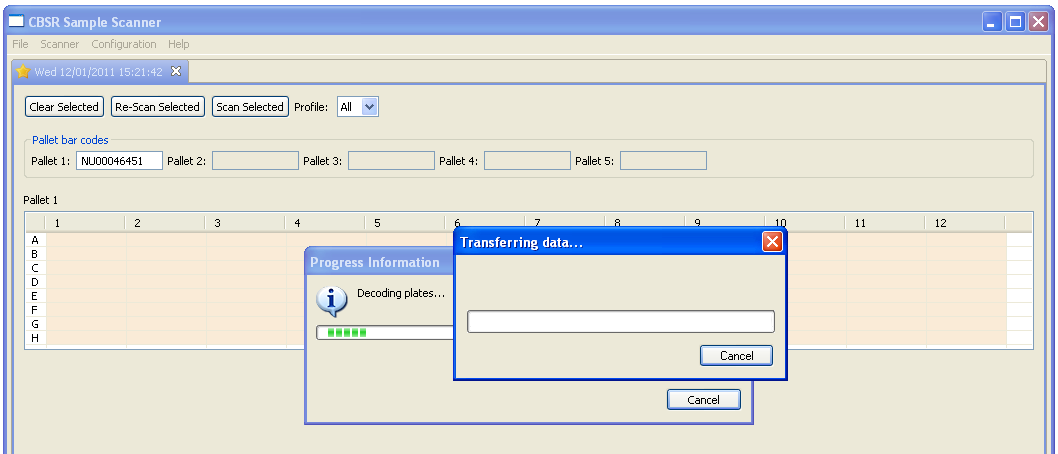 CBSR Sample Scanner
File Scanner Configuration Help
Wed 12/01/2011 15:21:42
Clear Selected Re-Scan Selected Scan Selected Profile: All
Pallet bar codes
Pallet 1: NU00046451 Pallet 2: Pallet 3: Pallet 4: Pallet 5:
Pallet 1
1 2 3 4 5 6 7 8 9 10 11 12
A
B
C
D
E
F
G
H
Transferring data...
Cancel
Progress Information
Decoding plates...
Cancel